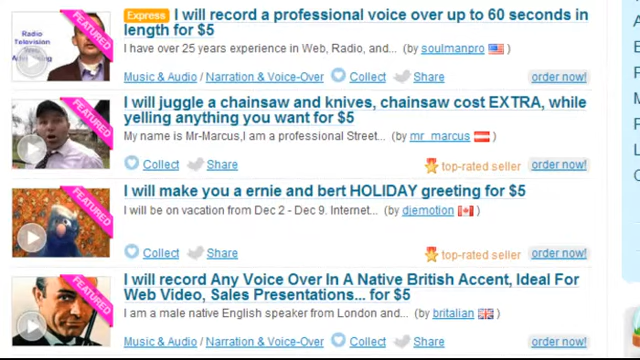 Express I will record a professional voice over up to 60 seconds in
length for $5
FEATURED
Radio
Television
I have over 25 years experience in Web, Radio, and... (by soulmanpro )
Music & Audio / Narration & Voice-Over Collect Share order now!
I will juggle a chainsaw and knives, chainsaw cost EXTRA, while
yelling anything you want for $5
FEATURED
My name is Mr-Marcus,I am a professional Street... (by mr_marcus )
Collect Share top-rated seller order now!
I will make you a ernie and bert HOLIDAY greeting for $5
FEATURED
I will be on vacation from Dec 2 - Dec 9. Internet... (by djemotion )
Collect Share top-rated seller order now!
I will record Any Voice Over In A Native British Accent, Ideal For
Web Video, Sales Presentations... for $5
FEATURED
I am a male native English speaker from London and... (by britalian )
Music & Audio / Narration & Voice-Over Collect Share order now!